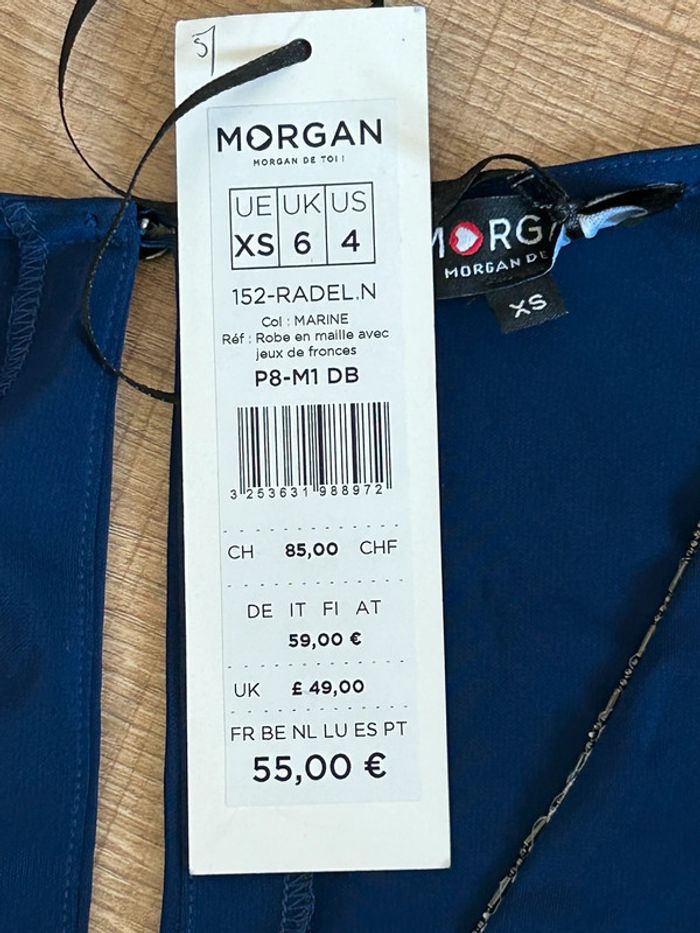 MORGAN
MORGAN DE TOI !
UE UK US
XS 6 4
152-RADEL.N
Col : MARINE
Réf : Robe en maille avec
jeux de fronces
P8-M1 DB
3 253631 988972
CH 85,00 CHF
DE IT FI AT
59,00 €
UK £ 49,00
FR BE NL LU ES PT
55,00 €
MORGA
MORGAN DE
XS